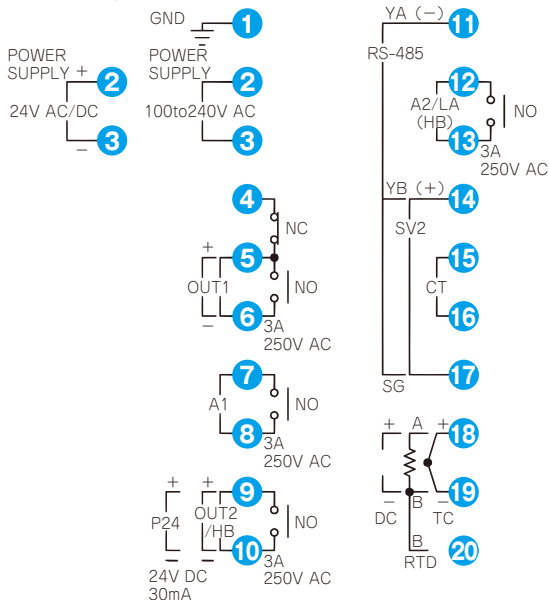 GND 1
POWER
SUPPLY + 2
24V AC/DC
– 3
POWER
SUPPLY 2
100to240V AC
3
4
NC
+ 5
OUT1
NO
– 6
3A
250V AC
7
A1 NO
8
3A
250V AC
+ + 9
P24 OUT2
/HB
NO
– – 10
24V DC
30mA
3A
250V AC
YA (–) 11
RS-485
12
A2/LA
(HB)
NO
13
3A
250V AC
YB (+) 14
SV2
15
CT
16
17
SG
+ A + 18
– B – 19
DC TC
B
RTD 20